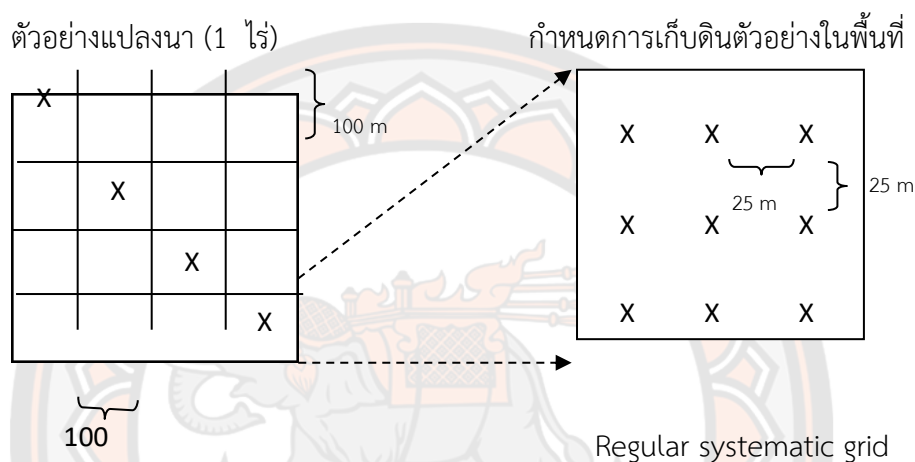 ตัวอย่างแปลงนา (1 ไร่)
กำหนดการเก็บดินตัวอย่างในพื้นที่
X
100 m
X
X
X
100
X X X
25 m
25 m
X X X
X X X
Regular systematic grid